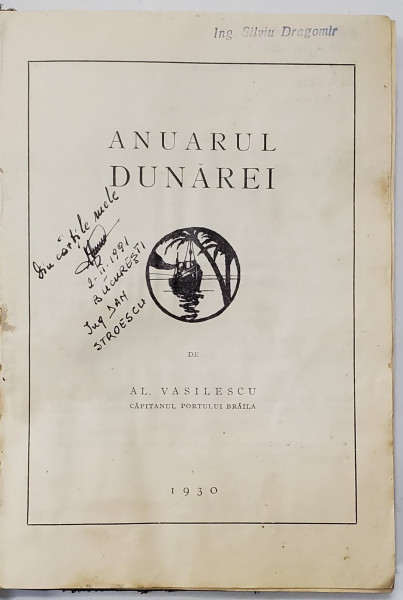 Ing Silviu Dragomir
ANUARUL
DUNĂREI
din cărțile mele
2-II-1991
BUCUREȘTI
Ing DAN
STROESCU
DE
AL. VASILESCU
CĂPITANUL PORTULUI BRĂILA
1930